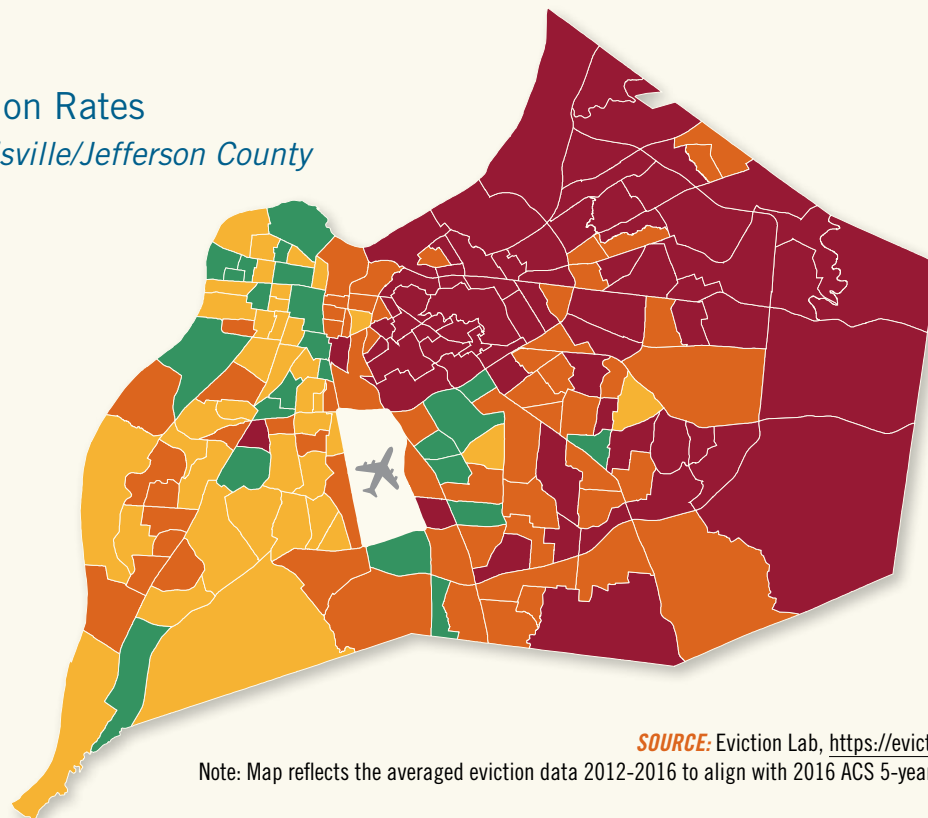 on Rates
sville/Jefferson County
SOURCE: Eviction Lab, https://evict
Note: Map reflects the averaged eviction data 2012-2016 to align with 2016 ACS 5-year